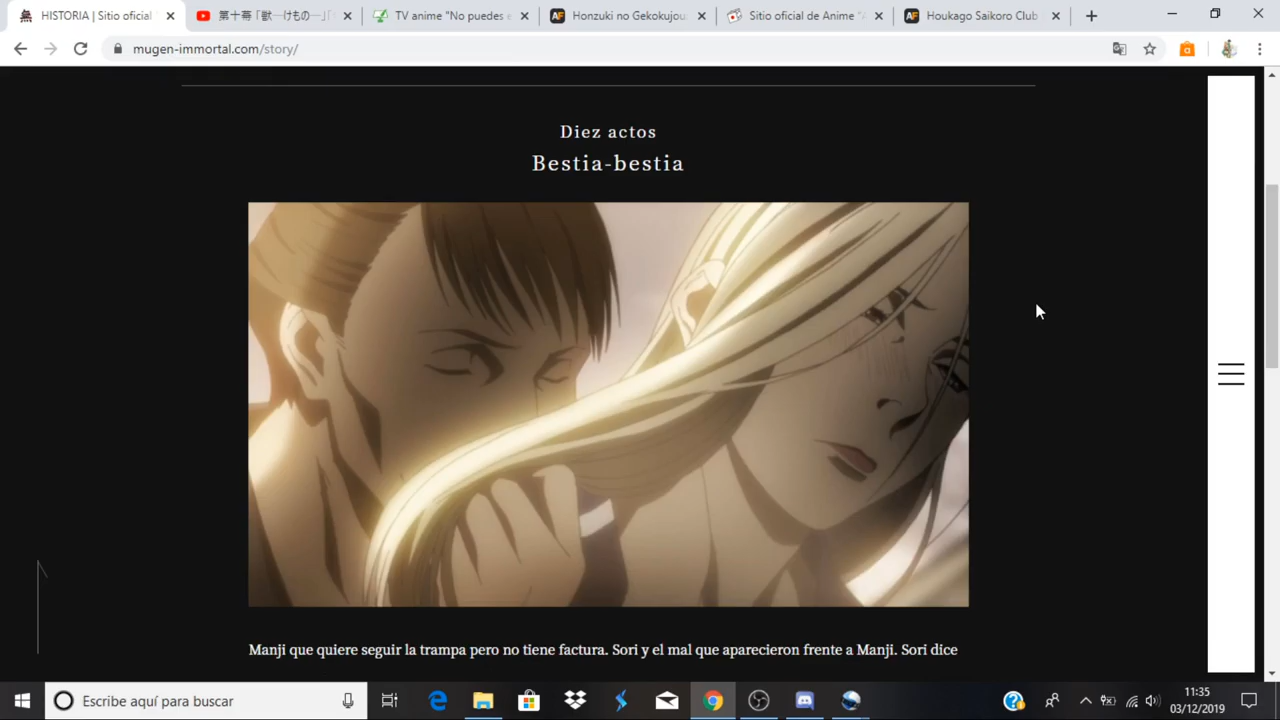 HISTORIA | Sitio oficial
第十幕 「獣―けもの―」
TV anime "No puedes e
Honzuki no Gekokujou
Sitio oficial de Anime "A
Houkago Saikoro Club
mugen-immortal.com/story/
Diez actos
Bestia-bestia
Manji que quiere seguir la trampa pero no tiene factura. Sori y el mal que aparecieron frente a Manji. Sori dice
Escribe aquí para buscar
11:35
03/12/2019